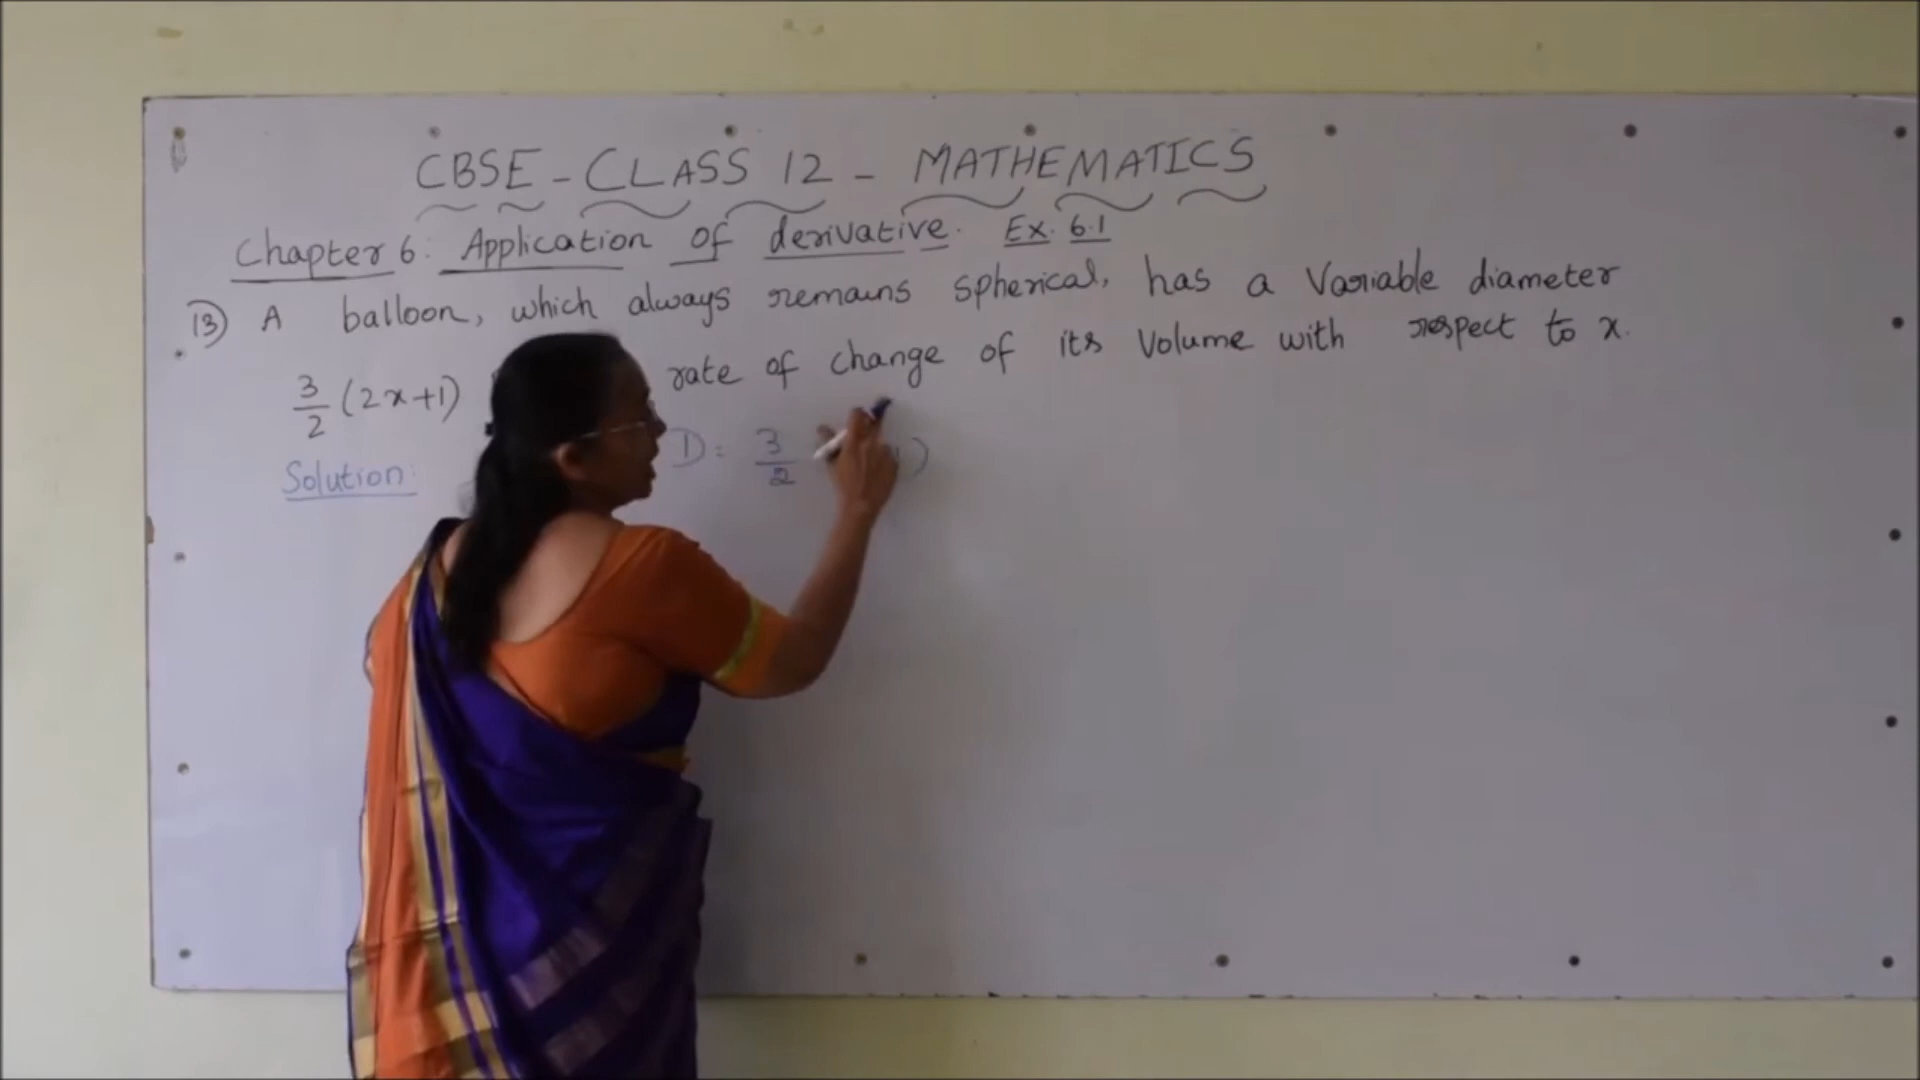 CBSE - CLASS 12 - MATHEMATICS
Chapter 6: Application of derivative. Ex. 6.1
13) A balloon, which always remains spherical, has a Variable diameter
3/2 (2x+1) rate of change of its Volume with respect to x.
Solution: D = 3/2 )